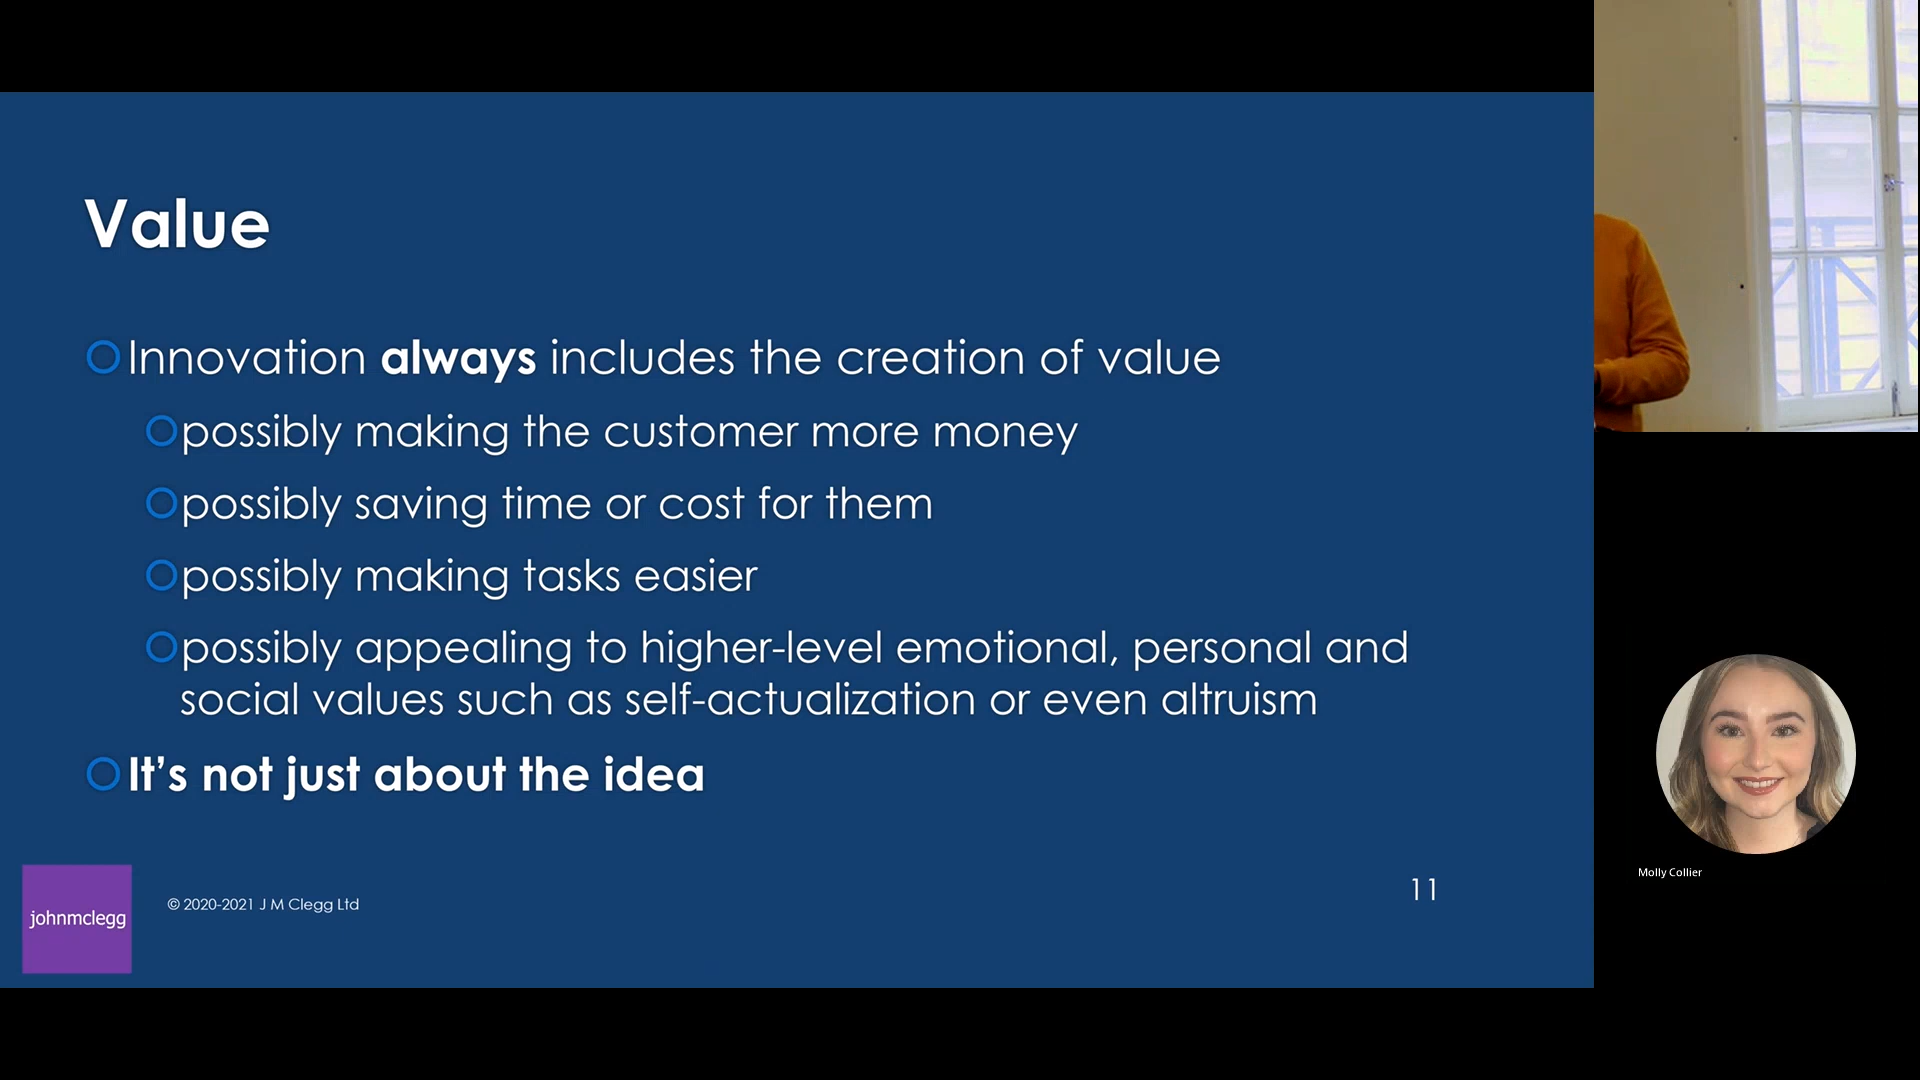 Value
Innovation always includes the creation of value
possibly making the customer more money
possibly saving time or cost for them
possibly making tasks easier
possibly appealing to higher-level emotional, personal and
social values such as self-actualization or even altruism
It’s not just about the idea
johnmclegg
© 2020-2021 J M Clegg Ltd
11
Molly Collier